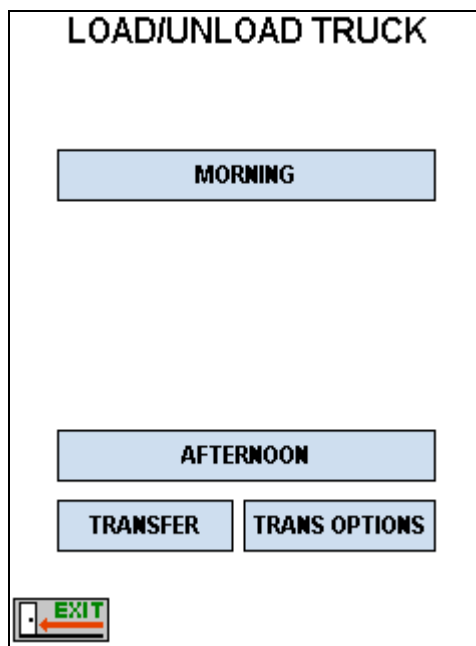 LOAD/UNLOAD TRUCK
MORNING
AFTERNOON
TRANSFER TRANS OPTIONS
EXIT